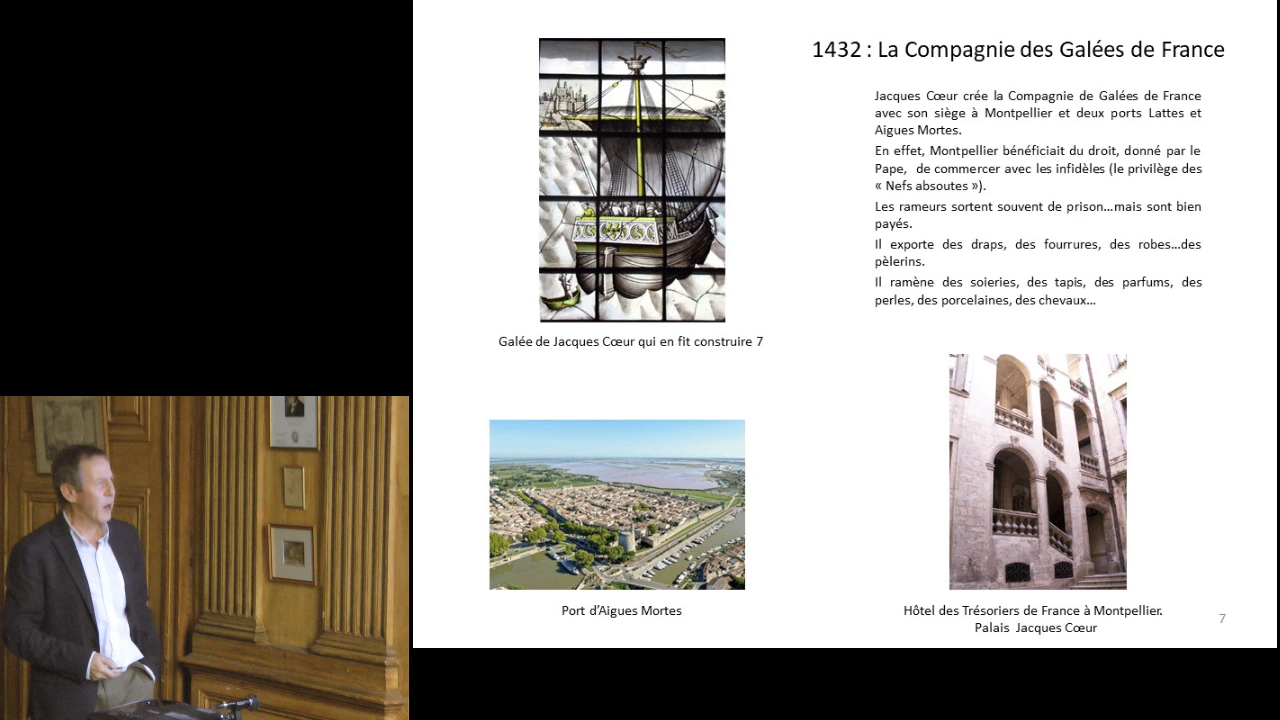 1432 : La Compagnie des Galées de France
Jacques Cœur crée la Compagnie de Galées de France
avec son siège à Montpellier et deux ports Lattes et
Aigues Mortes.
En effet, Montpellier bénéficiait du droit, donné par le
Pape, de commercer avec les infidèles (le privilège des
« Nefs absoutes »).
Les rameurs sortent souvent de prison…mais sont bien
payés.
Il exporte des draps, des fourrures, des robes…des
pèlerins.
Il ramène des soieries, des tapis, des parfums, des
perles, des porcelaines, des chevaux…
Galée de Jacques Cœur qui en fit construire 7
Port d’Aigues Mortes
Hôtel des Trésoriers de France à Montpellier.
Palais Jacques Cœur
7